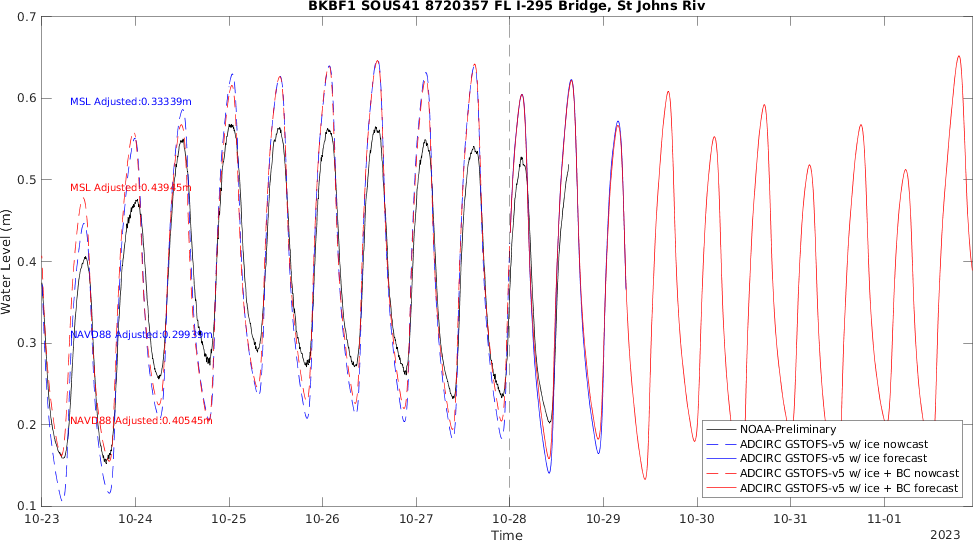 BKBF1 SOUS41 8720357 FL I-295 Bridge, St Johns Riv
0.7
0.6
0.5
0.4
0.3
0.2
0.1
Water Level (m)
MSL Adjusted:0.33339m
MSL Adjusted:0.43945m
NAVD88 Adjusted:0.29939m
NAVD88 Adjusted:0.40545m
NOAA-Preliminary
ADCIRC GSTOFS-v5 w/ ice nowcast
ADCIRC GSTOFS-v5 w/ ice forecast
ADCIRC GSTOFS-v5 w/ ice + BC nowcast
ADCIRC GSTOFS-v5 w/ ice + BC forecast
10-23 10-24 10-25 10-26 10-27 10-28 10-29 10-30 10-31 11-01
Time
2023